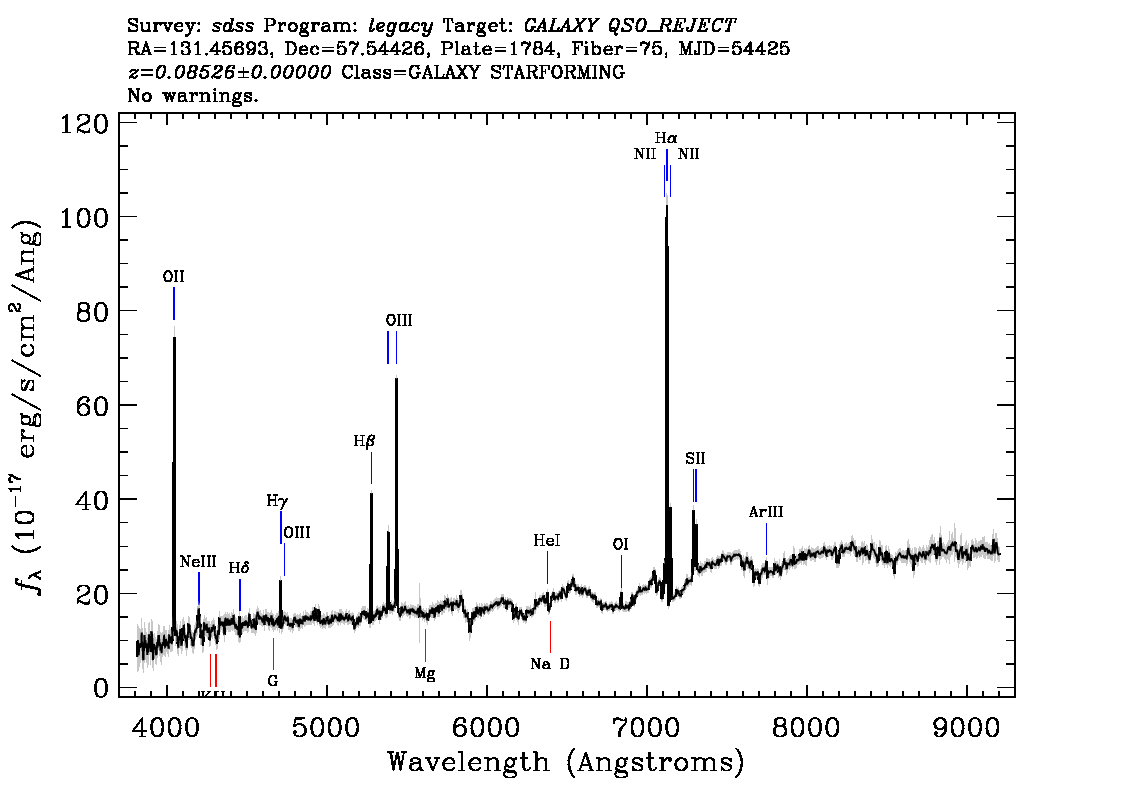 Survey: sdss Program: legacy Target: GALAXY QSO_REJECT
RA=131.45693, Dec=57.54426, Plate=1784, Fiber=75, MJD=54425
z=0.08526±0.00000 Class=GALAXY STARFORMING
No warnings.
120
100
80
60
40
20
0
fλ (10⁻¹⁷ erg/s/cm²/Ang)
OII
NeIII
Hδ
Hγ
OIII
Hβ
OIII
HeI
OI
NII
Hα
NII
SII
ArIII
G
Mg
Na D
4000
5000
6000
7000
8000
9000
Wavelength (Angstroms)